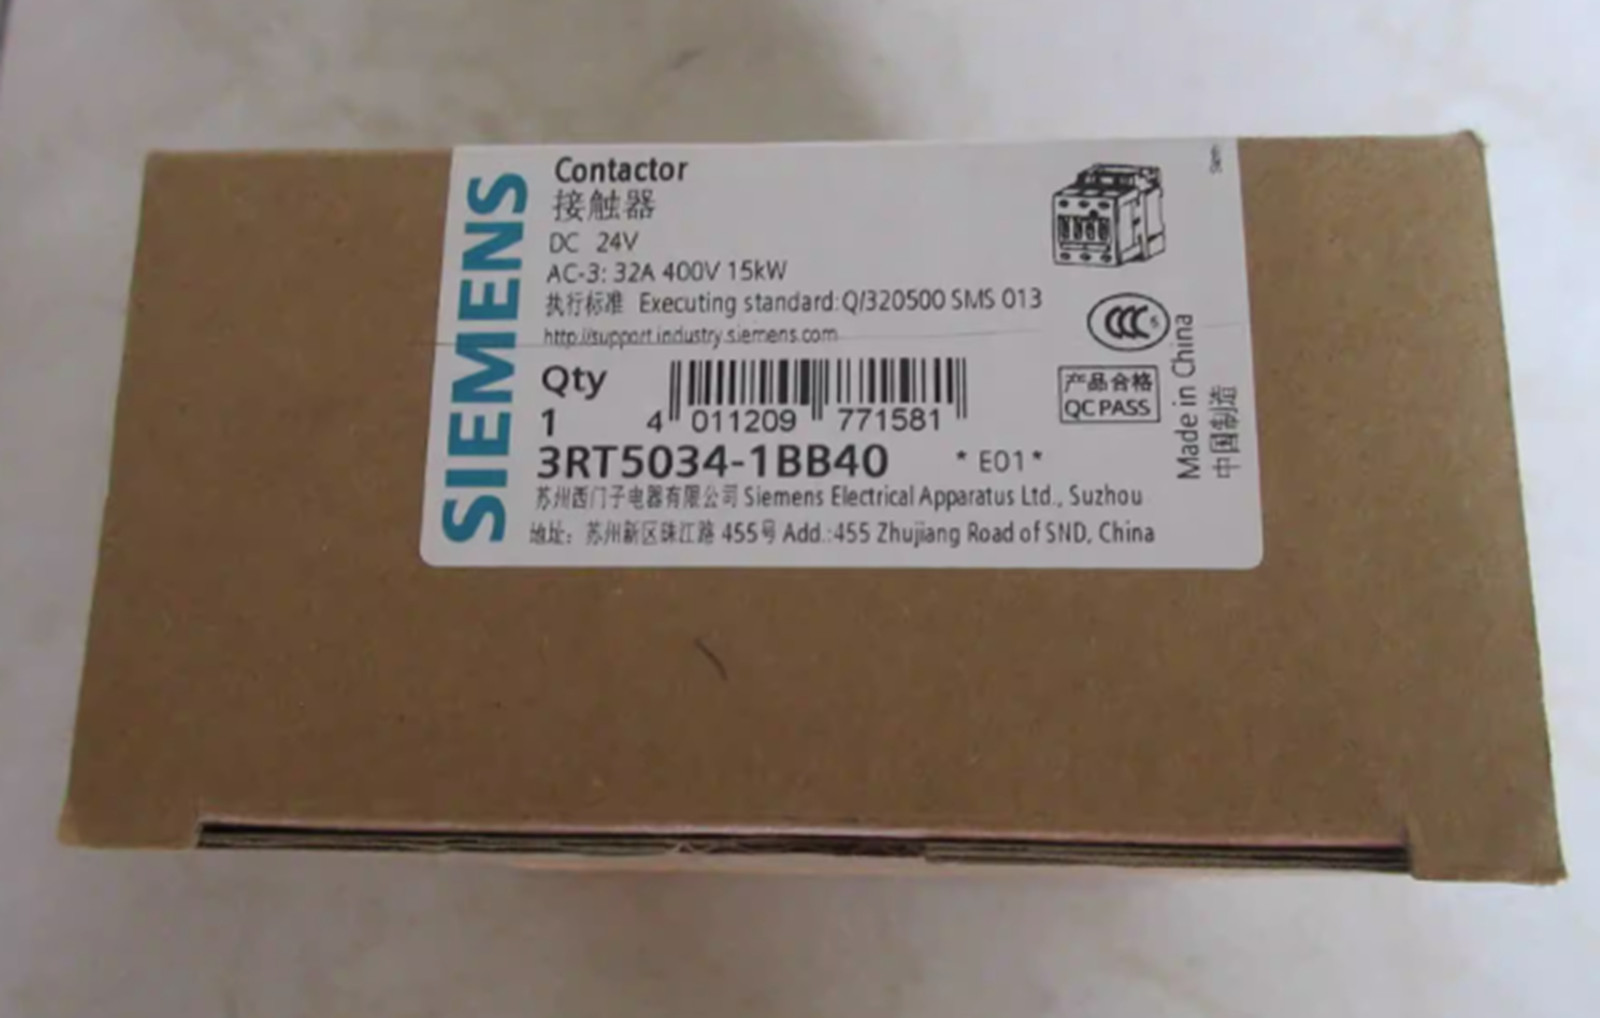 SIEMENS
Contactor
接触器
DC 24V
AC-3: 32A 400V 15kW
执行标准 Executing standard:Q/320500 SMS 013
http://support.industry.siemens.com
Qty
1
4 011209 771581
3RT5034-1BB40 * E01 *
苏州西门子电器有限公司 Siemens Electrical Apparatus Ltd., Suzhou
地址: 苏州新区珠江路 455号 Add.:455 Zhujiang Road of SND, China
CCC S
产品合格
QC PASS
Made in China
中国制造